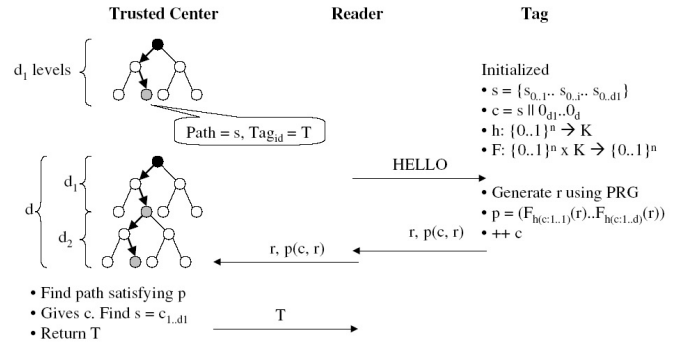 Trusted Center
Reader
Tag
d1 levels
Path = s, Tagid = T
Initialized
• s = {s0..1.. s0..i.. s0..d1}
• c = s || 0d1..0d
• h: {0..1}n → K
• F: {0..1}n x K → {0..1}n
HELLO
• Generate r using PRG
• p = (Fh(c:1..1)(r)..Fh(c:1..d)(r))
• ++ c
r, p(c, r)
r, p(c, r)
d
d1
d2
• Find path satisfying p
• Gives c. Find s = c1..d1
• Return T
T